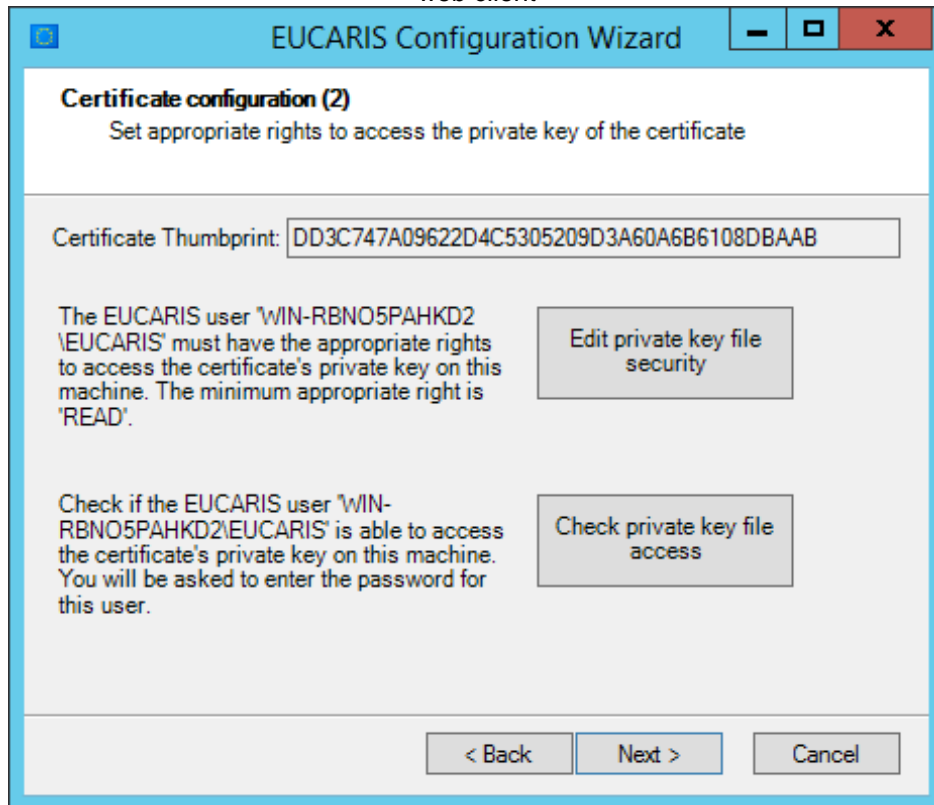 web client
EUCARIS Configuration Wizard
Certificate configuration (2)
Set appropriate rights to access the private key of the certificate
Certificate Thumbprint: DD3C747A09622D4C5305209D3A60A6B6108DBAAB
The EUCARIS user 'WIN-RBNO5PAHKD2
\EUCARIS' must have the appropriate rights
to access the certificate's private key on this
machine. The minimum appropriate right is
'READ'.
Edit private key file
security
Check if the EUCARIS user 'WIN-
RBNO5PAHKD2\EUCARIS' is able to access
the certificate's private key on this machine.
You will be asked to enter the password for
this user.
Check private key file
access
< Back
Next >
Cancel